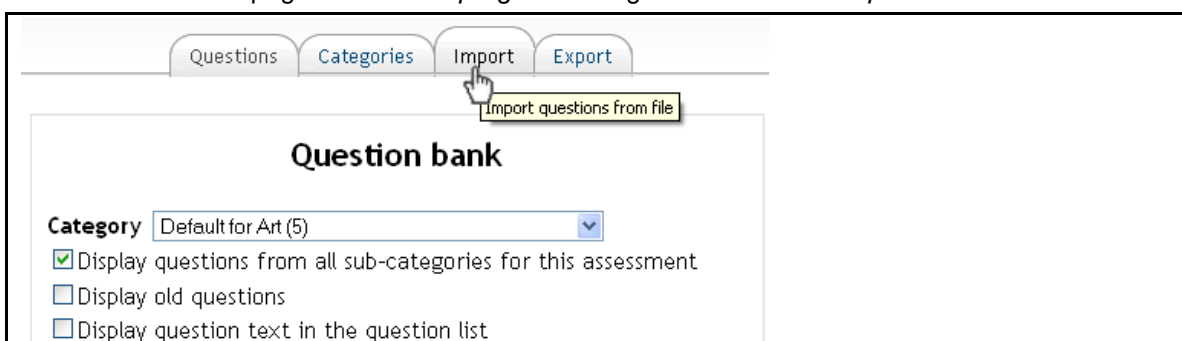 Questions Categories Import Export
Import questions from file
Question bank
Category Default for Art (5)
Display questions from all sub-categories for this assessment
Display old questions
Display question text in the question list